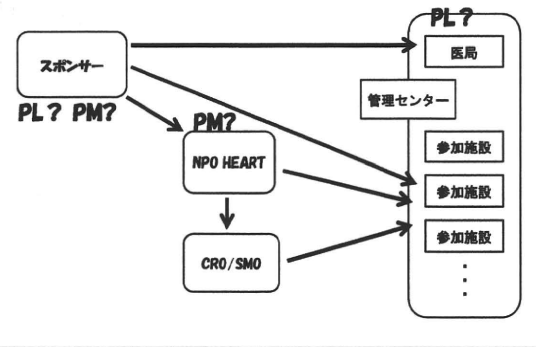 PL?
スポンサー
医局
管理センター
PL? PM?
PM?
NPO HEART
参加施設
参加施設
CRO/SMO
参加施設